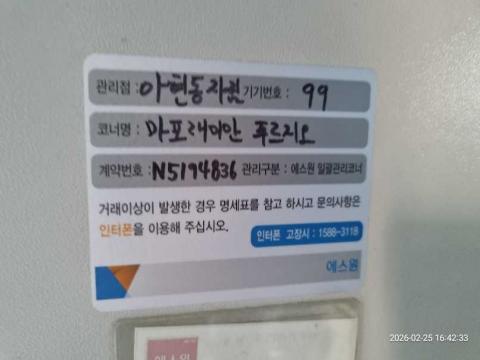 관리점 : 아현동지점 기기번호 : 99
코너명 : 마포래미안 푸르지오
계약번호 : N5194836 관리구분 : 에스원 일괄관리코너
거래이상이 발생한 경우 명세표를 참고 하시고 문의사항은
인터폰을 이용해 주십시오.
인터폰 고장시 : 1588-3118
에스원
에스원
2026-02-25 16:42:33